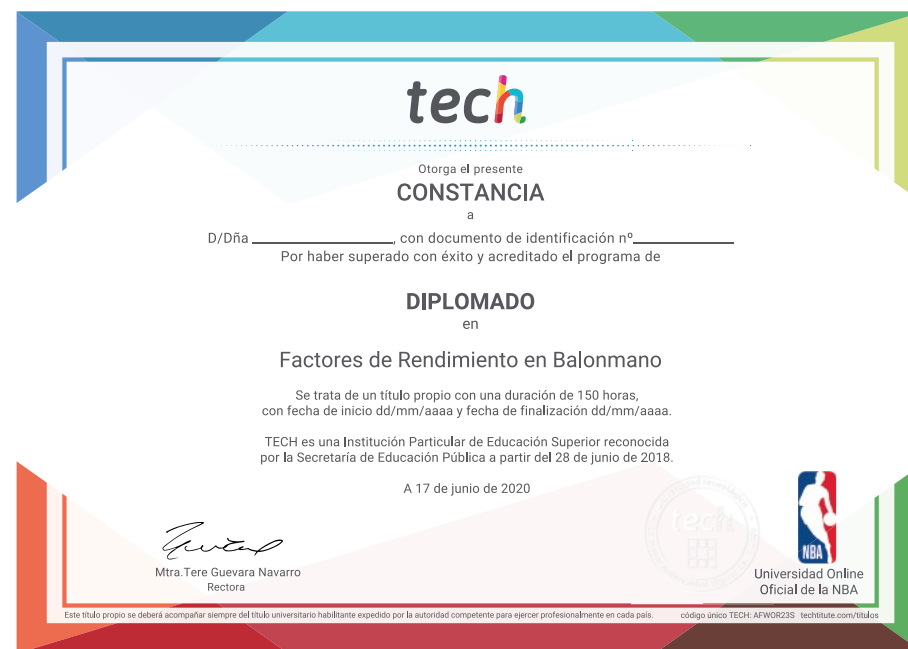 tech
Otorga el presente
CONSTANCIA
a
D/Dña , con documento de identificación nº
Por haber superado con éxito y acreditado el programa de
DIPLOMADO
en
Factores de Rendimiento en Balonmano
Se trata de un título propio con una duración de 150 horas,
con fecha de inicio dd/mm/aaaa y fecha de finalización dd/mm/aaaa.
TECH es una Institución Particular de Educación Superior reconocida
por la Secretaría de Educación Pública a partir del 28 de junio de 2018.
A 17 de junio de 2020
tech
NBA
Mtra.Tere Guevara Navarro
Rectora
Universidad Online
Oficial de la NBA
Este título propio se deberá acompañar siempre del título universitario habilitante expedido por la autoridad competente para ejercer profesionalmente en cada país.
código único TECH: AFWOR23S techtitute.com/titulos